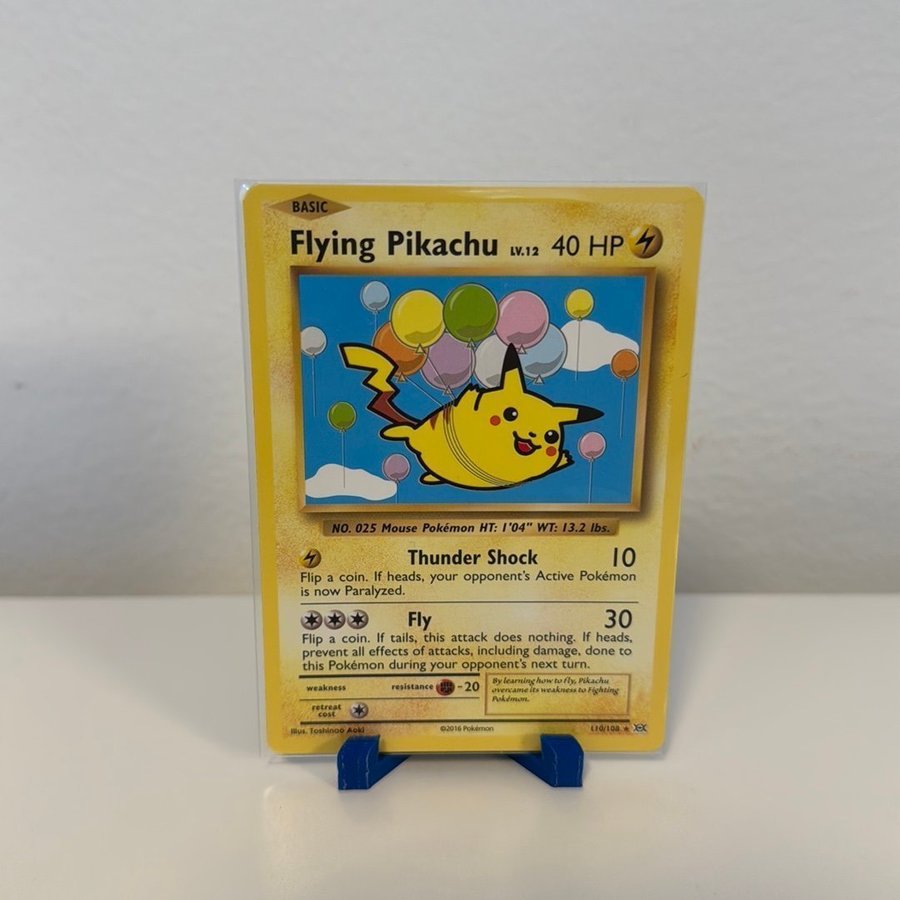 BASIC
Flying Pikachu LV.12 40 HP
NO. 025 Mouse Pokémon HT: 1'04" WT: 13.2 lbs.
Thunder Shock 10
Flip a coin. If heads, your opponent's Active Pokémon
is now Paralyzed.
Fly 30
Flip a coin. If tails, this attack does nothing. If heads,
prevent all effects of attacks, including damage, done to
this Pokémon during your opponent's next turn.
weakness resistance -20
retreat
cost
By learning how to fly, Pikachu
overcame its weakness to Fighting
Pokémon.
Illus. Toshinao Aoki ©2016 Pokémon 110/108